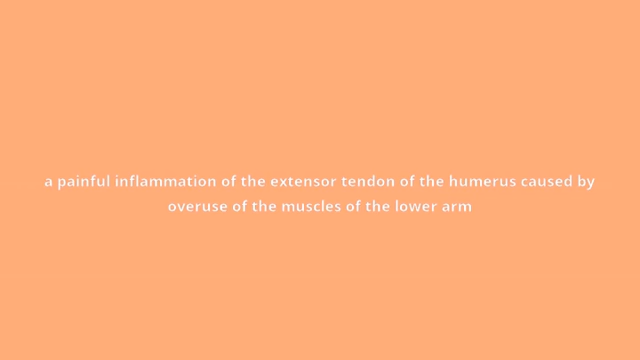 a painful inflammation of the extensor tendon of the humerus caused by
overuse of the muscles of the lower arm